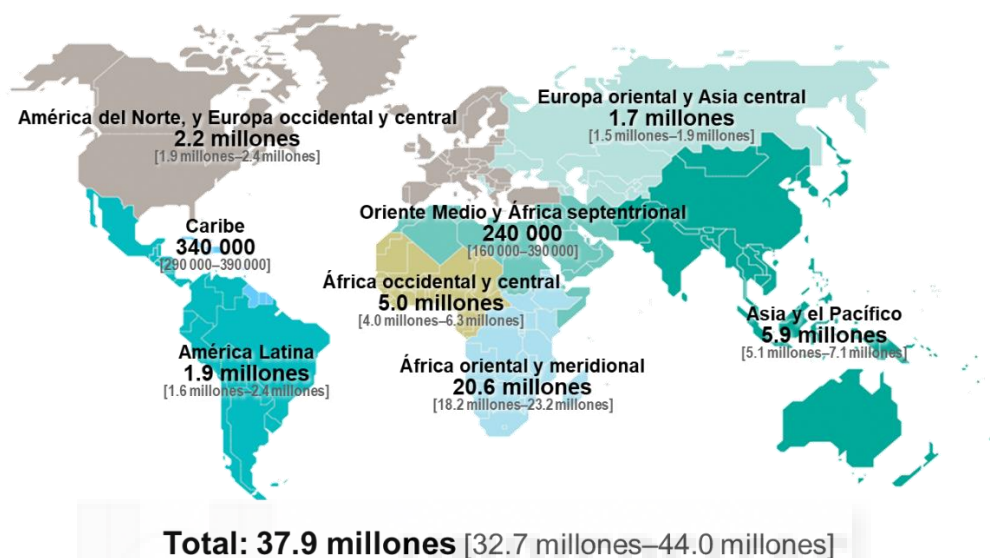 América del Norte, y Europa occidental y central
2.2 millones
[1.9 millones–2.4 millones]
Europa oriental y Asia central
1.7 millones
[1.5 millones–1.9 millones]
Oriente Medio y África septentrional
240 000
[160 000–390 000]
Caribe
340 000
[290 000–390 000]
África occidental y central
5.0 millones
[4.0 millones–6.3 millones]
Asia y el Pacífico
5.9 millones
[5.1 millones–7.1 millones]
América Latina
1.9 millones
[1.6 millones–2.4 millones]
África oriental y meridional
20.6 millones
[18.2 millones–23.2 millones]
Total: 37.9 millones [32.7 millones–44.0 millones]